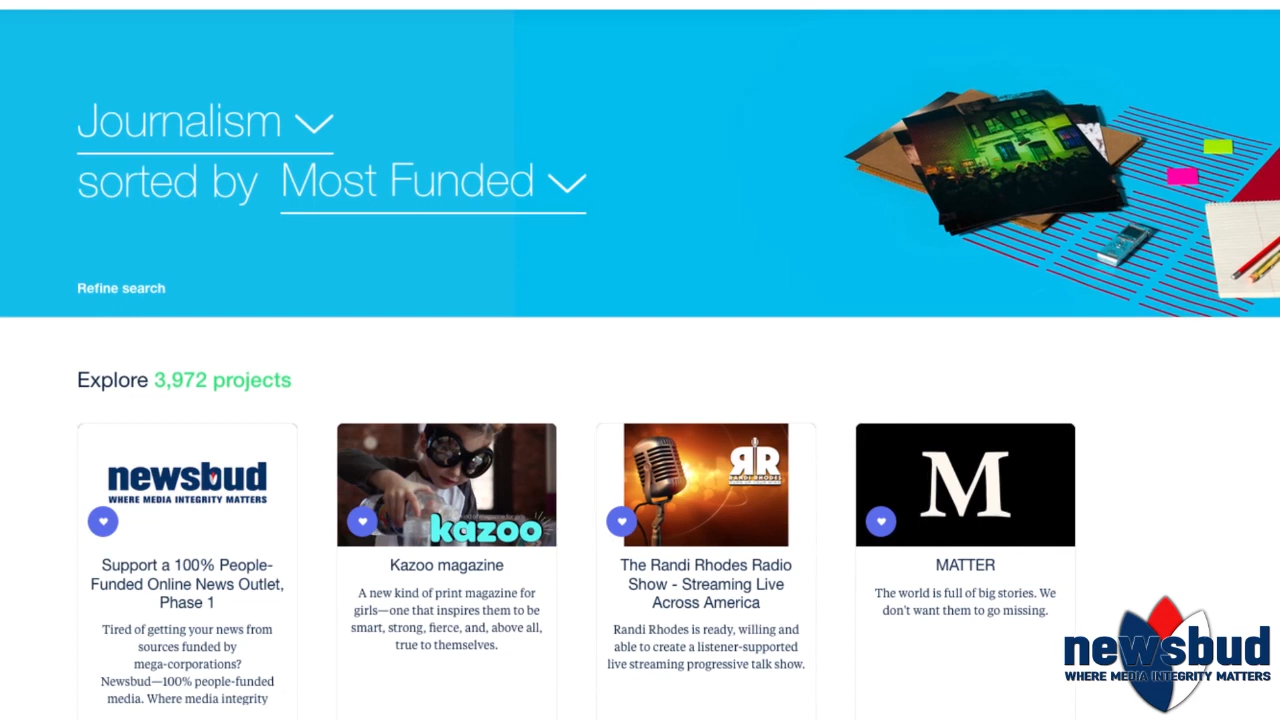 Journalism
sorted by Most Funded
Refine search
Explore 3,972 projects
newsbud
WHERE MEDIA INTEGRITY MATTERS
Support a 100% People-
Funded Online News Outlet,
Phase 1
Tired of getting your news from
sources funded by
mega-corporations?
Newsbud—100% people-funded
media. Where media integrity
kazoo
Kazoo magazine
A new kind of print magazine for
girls—one that inspires them to be
smart, strong, fierce, and, above all,
true to themselves.
RR
RANDI RHODES
The Randi Rhodes Radio
Show - Streaming Live
Across America
Randi Rhodes is ready, willing and
able to create a listener-supported
live streaming progressive talk show.
M
MATTER
The world is full of big stories. We
don't want them to go missing.
newsbud
WHERE MEDIA INTEGRITY MATTERS